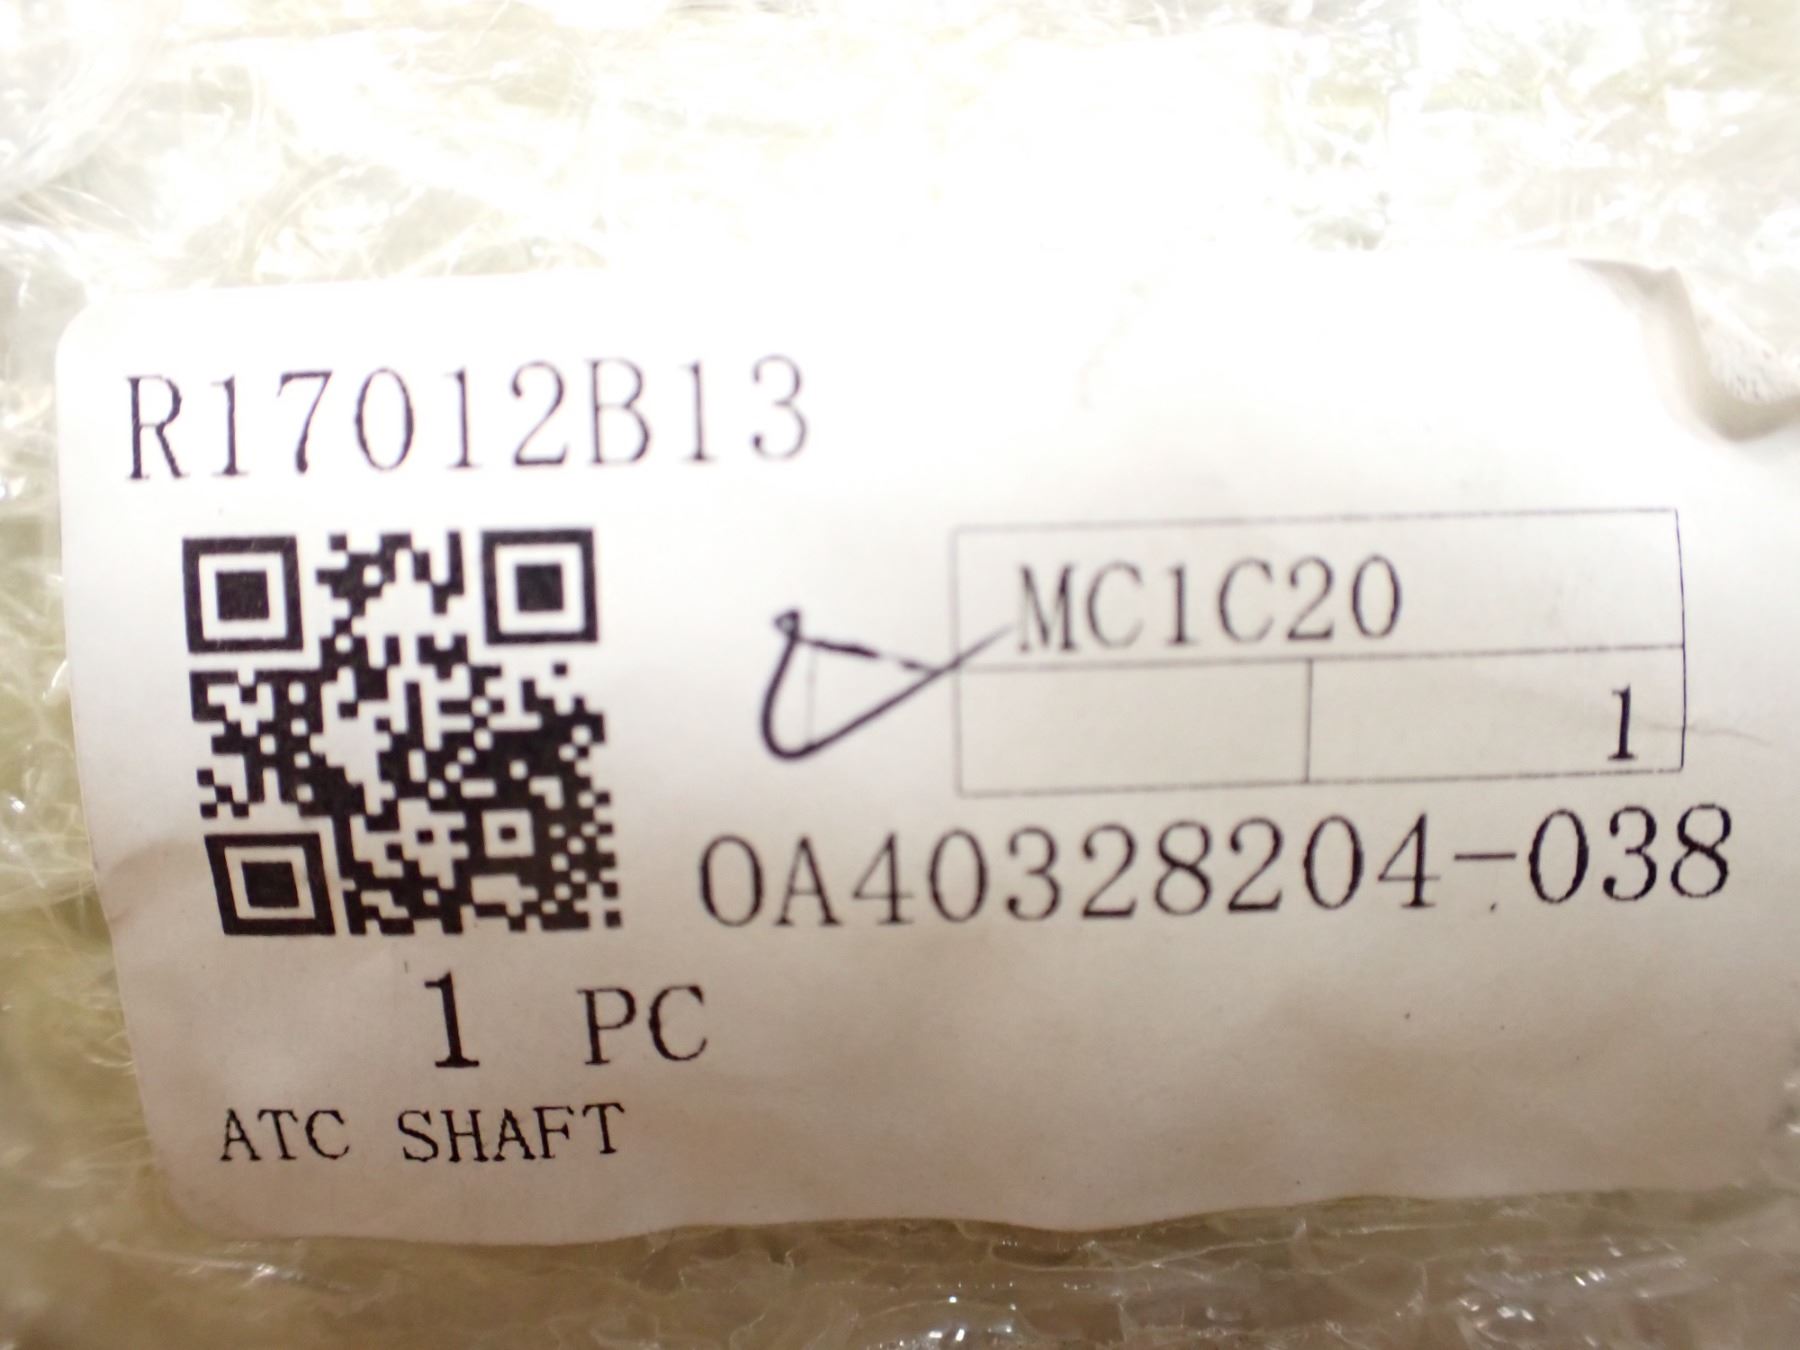 R17012B13
MC1C20
1
0A40328204-038
1 PC
ATC SHAFT